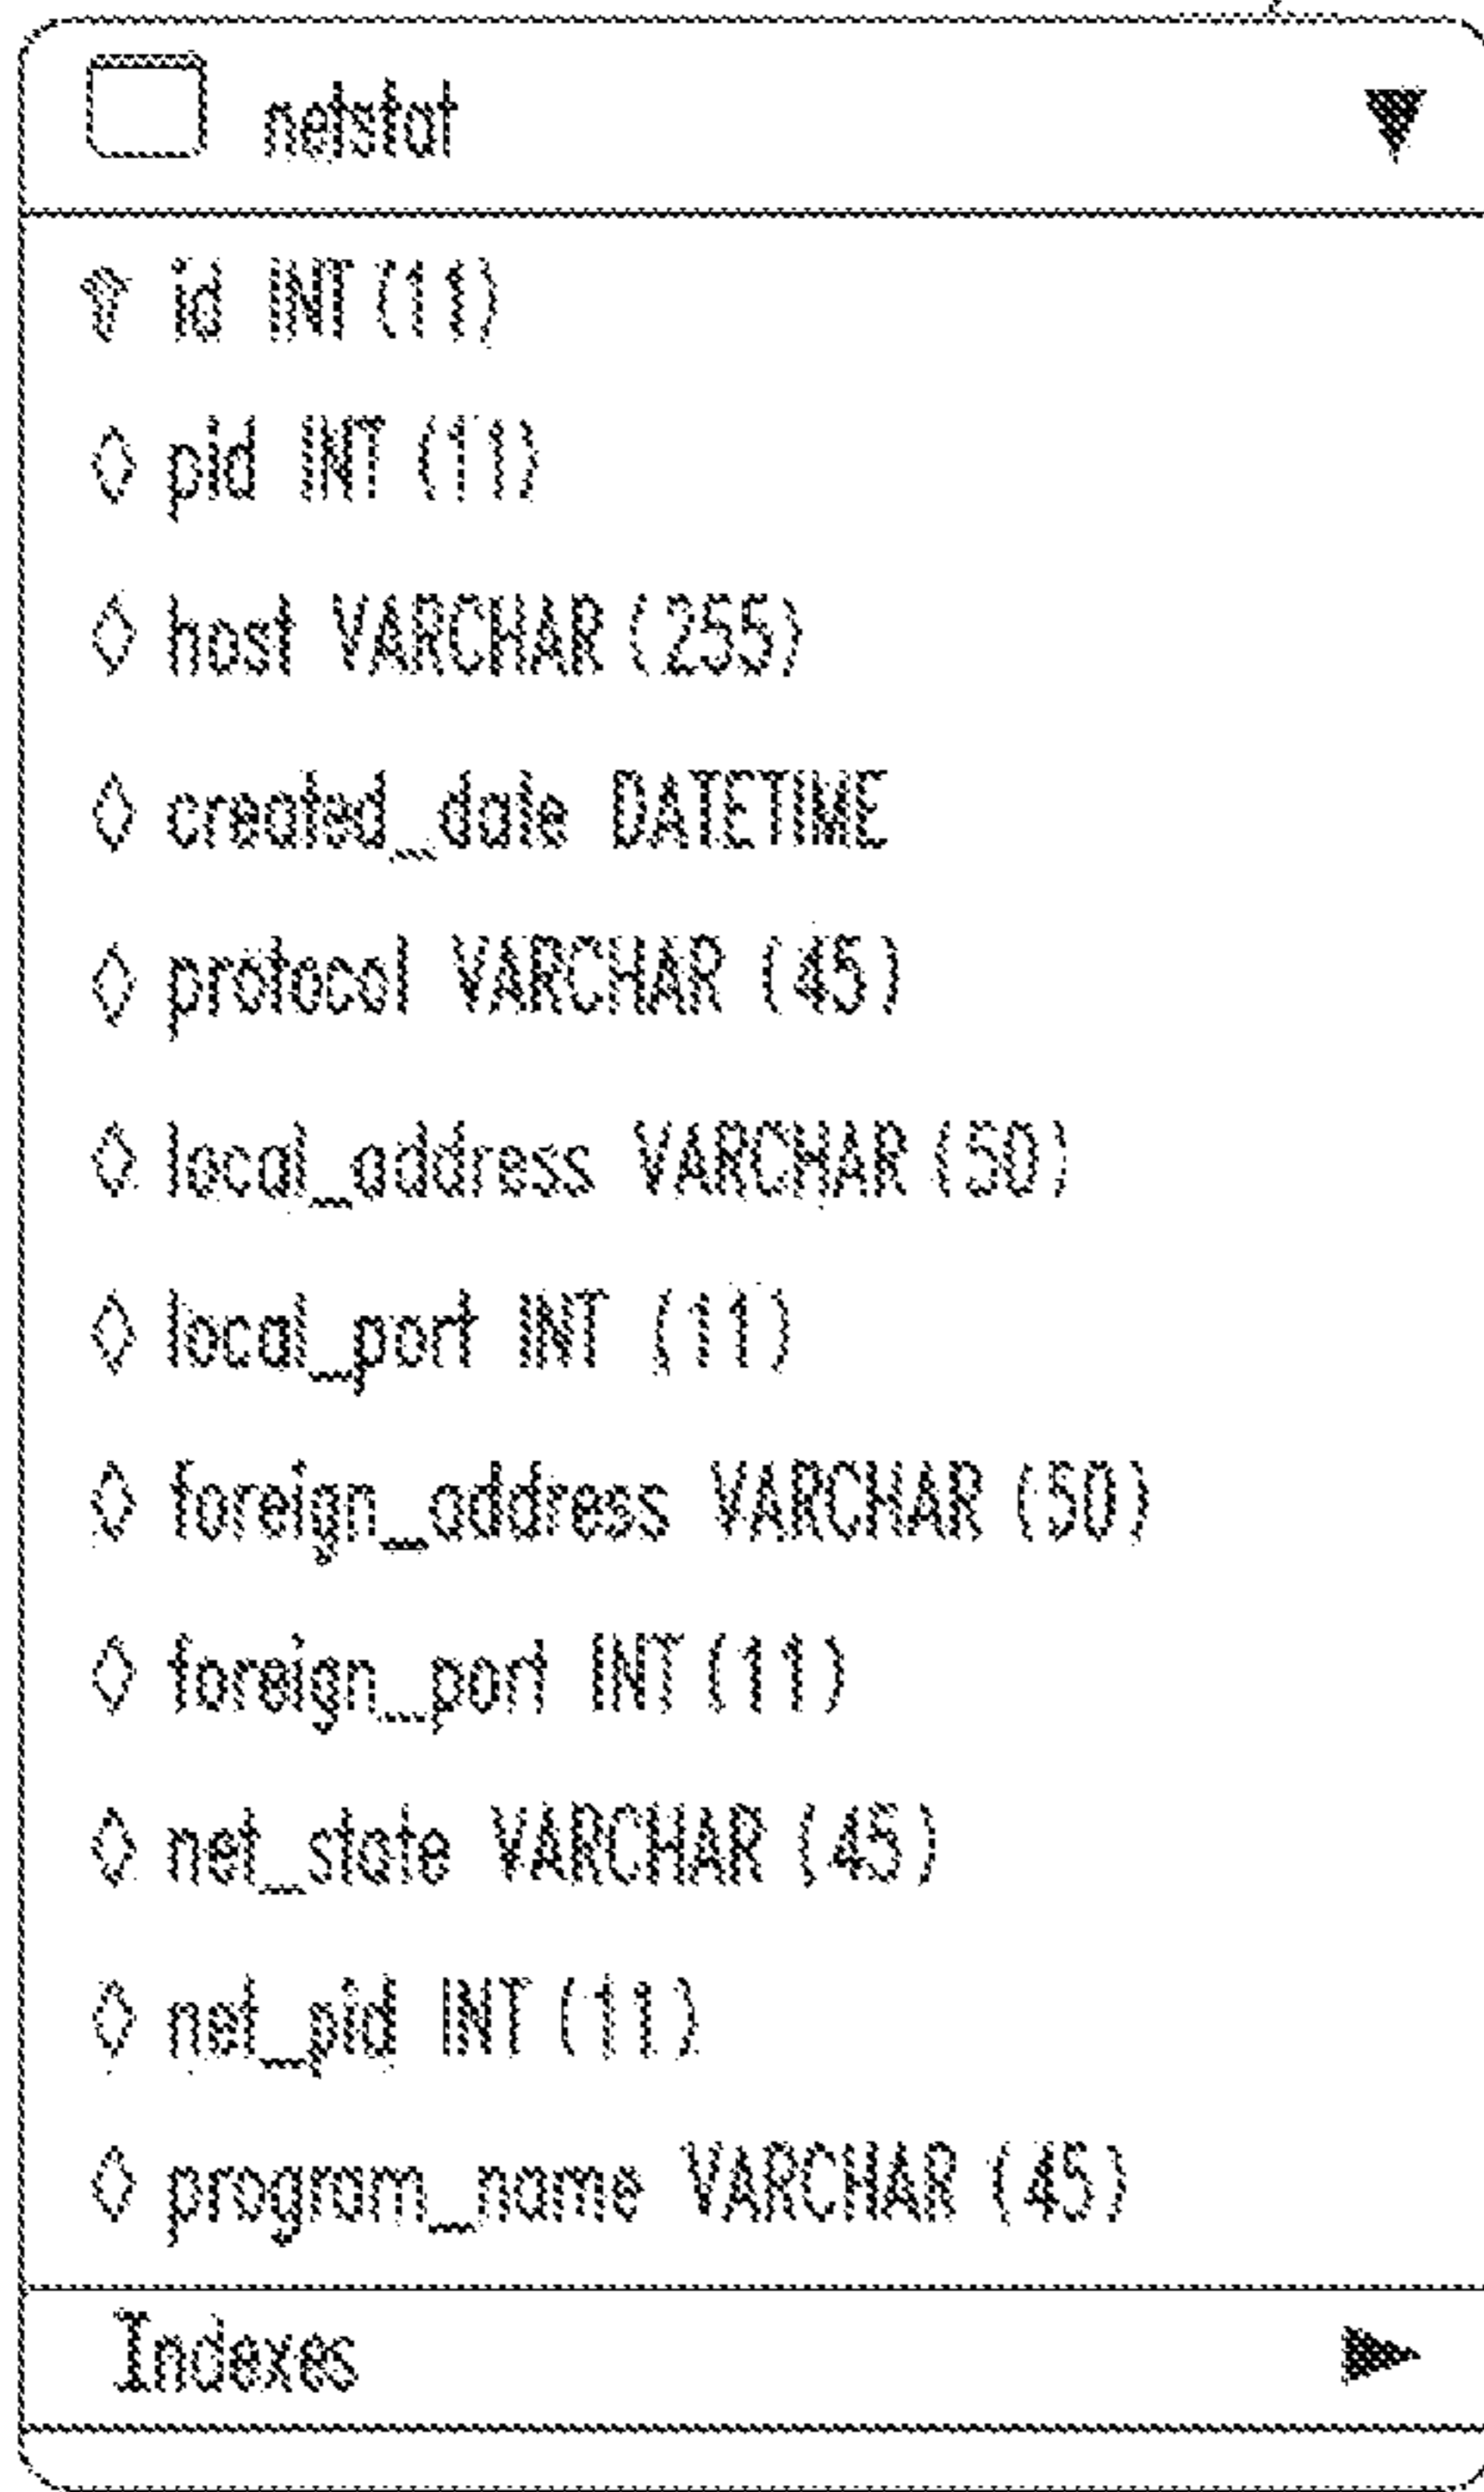 netstat
id INT(11)
pid INT (11)
host VARCHAR (255)
created_date DATETIME
protocol VARCHAR (45)
local_address VARCHAR (50)
local_port INT (11)
foreign_address VARCHAR (50)
foreign_port INT (11)
net_state VARCHAR (45)
net_pid INT (11)
program_name VARCHAR (45)
Indexes